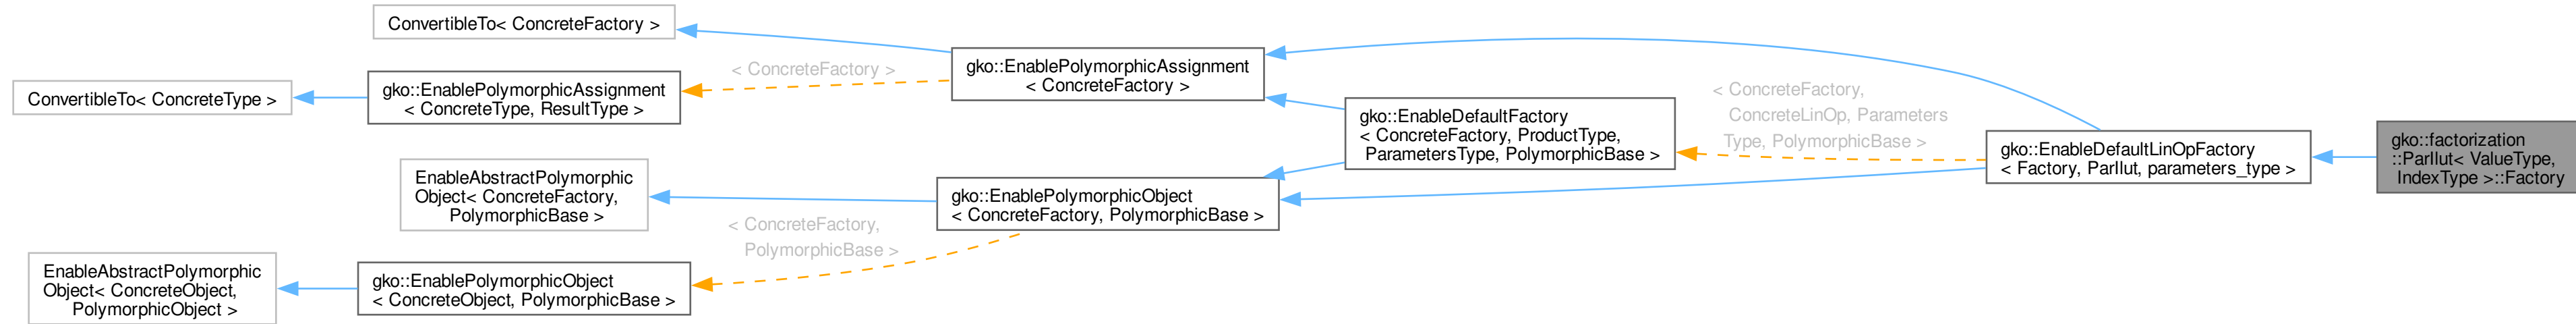 ConvertibleTo< ConcreteFactory >
ConvertibleTo< ConcreteType >
gko::EnablePolymorphicAssignment
< ConcreteType, ResultType >
< ConcreteFactory >
gko::EnablePolymorphicAssignment
< ConcreteFactory >
EnableAbstractPolymorphic
Object< ConcreteFactory,
PolymorphicBase >
EnableAbstractPolymorphic
Object< ConcreteObject,
PolymorphicObject >
gko::EnablePolymorphicObject
< ConcreteObject, PolymorphicBase >
< ConcreteFactory,
PolymorphicBase >
gko::EnablePolymorphicObject
< ConcreteFactory, PolymorphicBase >
gko::EnableDefaultFactory
< ConcreteFactory, ProductType,
ParametersType, PolymorphicBase >
< ConcreteFactory,
ConcreteLinOp, Parameters
Type, PolymorphicBase >
gko::EnableDefaultLinOpFactory
< Factory, ParIlut, parameters_type >
gko::factorization
::ParIlut< ValueType,
IndexType >::Factory